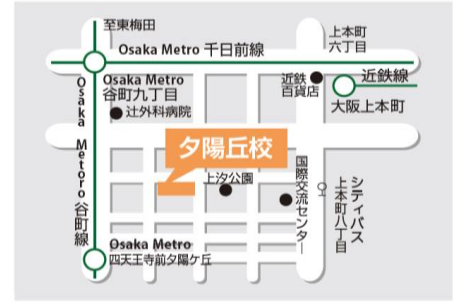 至東梅田
Osaka Metro 千日前線
上本町
六丁目
Osaka Metro
谷町九丁目
辻外科病院
近鉄
百貨店
近鉄線
大阪上本町
Osaka Metoro 谷町線
夕陽丘校
上汐公園
国際交流センター
シティバス
上本町八丁目
Osaka Metro
四天王寺前夕陽ケ丘